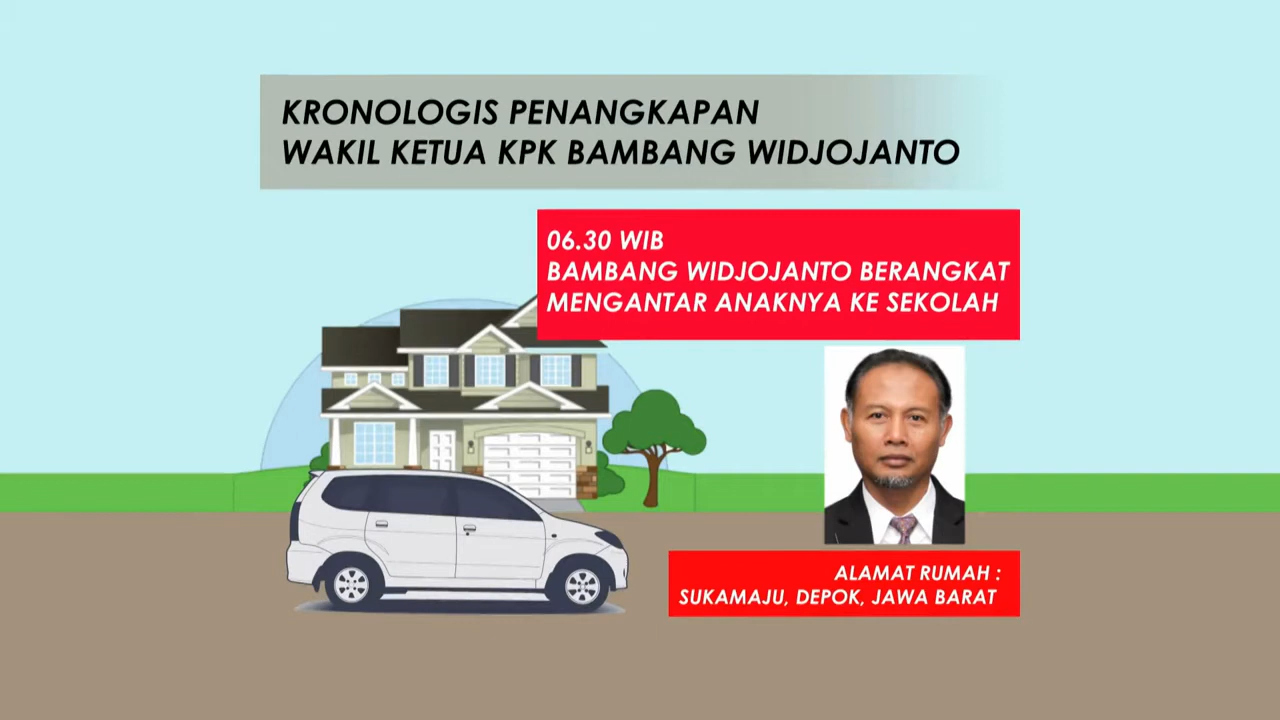 KRONOLOGIS PENANGKAPAN
WAKIL KETUA KPK BAMBANG WIDJOJANTO
06.30 WIB
BAMBANG WIDJOJANTO BERANGKAT
MENGANTAR ANAKNYA KE SEKOLAH
ALAMAT RUMAH :
SUKAMAJU, DEPOK, JAWA BARAT